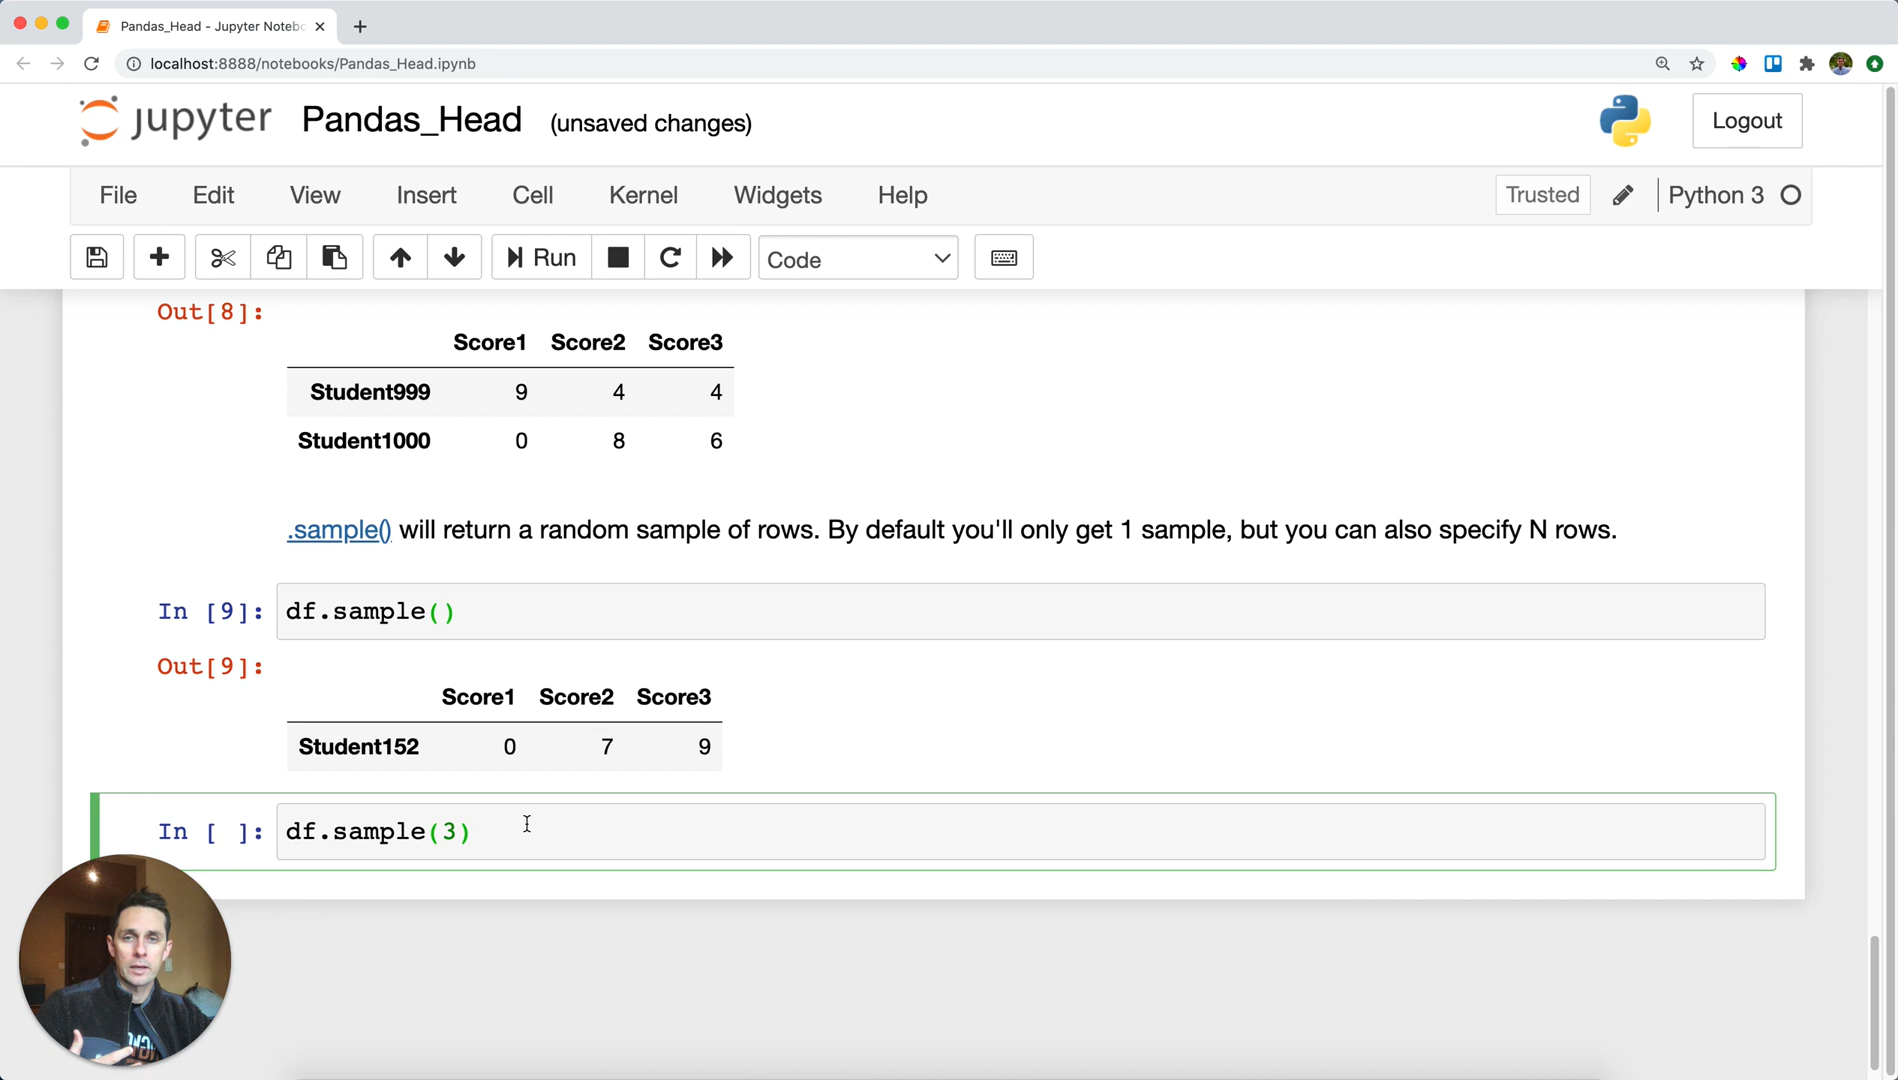 Pandas_Head - Jupyter Notebo
localhost:8888/notebooks/Pandas_Head.ipynb
jupyter Pandas_Head (unsaved changes) Logout
File Edit View Insert Cell Kernel Widgets Help Trusted Python 3
Run Code
Out[8]:
Score1 Score2 Score3
Student999 9 4 4
Student1000 0 8 6
.sample() will return a random sample of rows. By default you'll only get 1 sample, but you can also specify N rows.
In [9]: df.sample()
Out[9]:
Score1 Score2 Score3
Student152 0 7 9
In [ ]: df.sample(3)